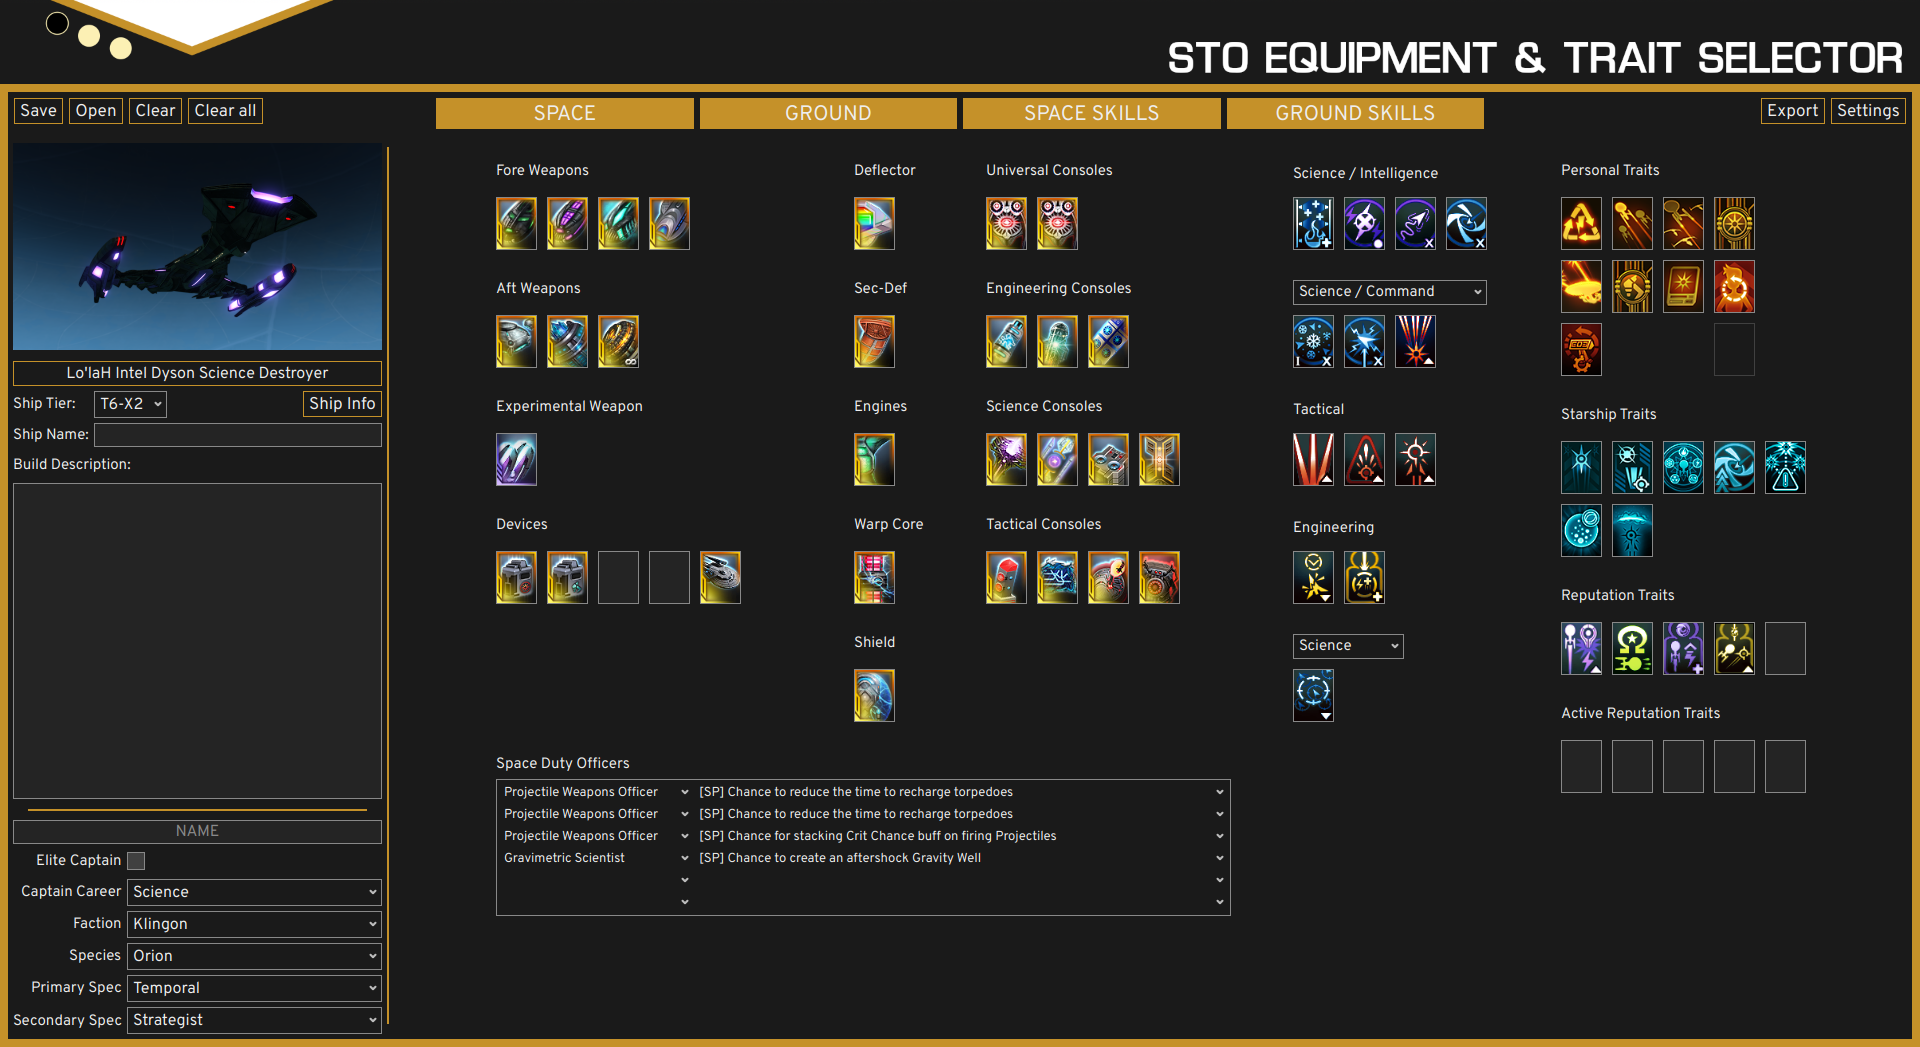 STO EQUIPMENT & TRAIT SELECTOR
Save Open Clear Clear all
SPACE GROUND SPACE SKILLS GROUND SKILLS
Export Settings
Lo'laH Intel Dyson Science Destroyer
Ship Tier: T6-X2 Ship Info
Ship Name:
Build Description:
NAME
Elite Captain
Captain Career Science
Faction Klingon
Species Orion
Primary Spec Temporal
Secondary Spec Strategist
Fore Weapons
Aft Weapons
Experimental Weapon
Devices
Deflector
Sec-Def
Engines
Warp Core
Shield
Universal Consoles
Engineering Consoles
Science Consoles
Tactical Consoles
Science / Intelligence
Science / Command
Tactical
Engineering
Science
Personal Traits
Starship Traits
Reputation Traits
Active Reputation Traits
Space Duty Officers
Projectile Weapons Officer [SP] Chance to reduce the time to recharge torpedoes
Projectile Weapons Officer [SP] Chance to reduce the time to recharge torpedoes
Projectile Weapons Officer [SP] Chance for stacking Crit Chance buff on firing Projectiles
Gravimetric Scientist [SP] Chance to create an aftershock Gravity Well